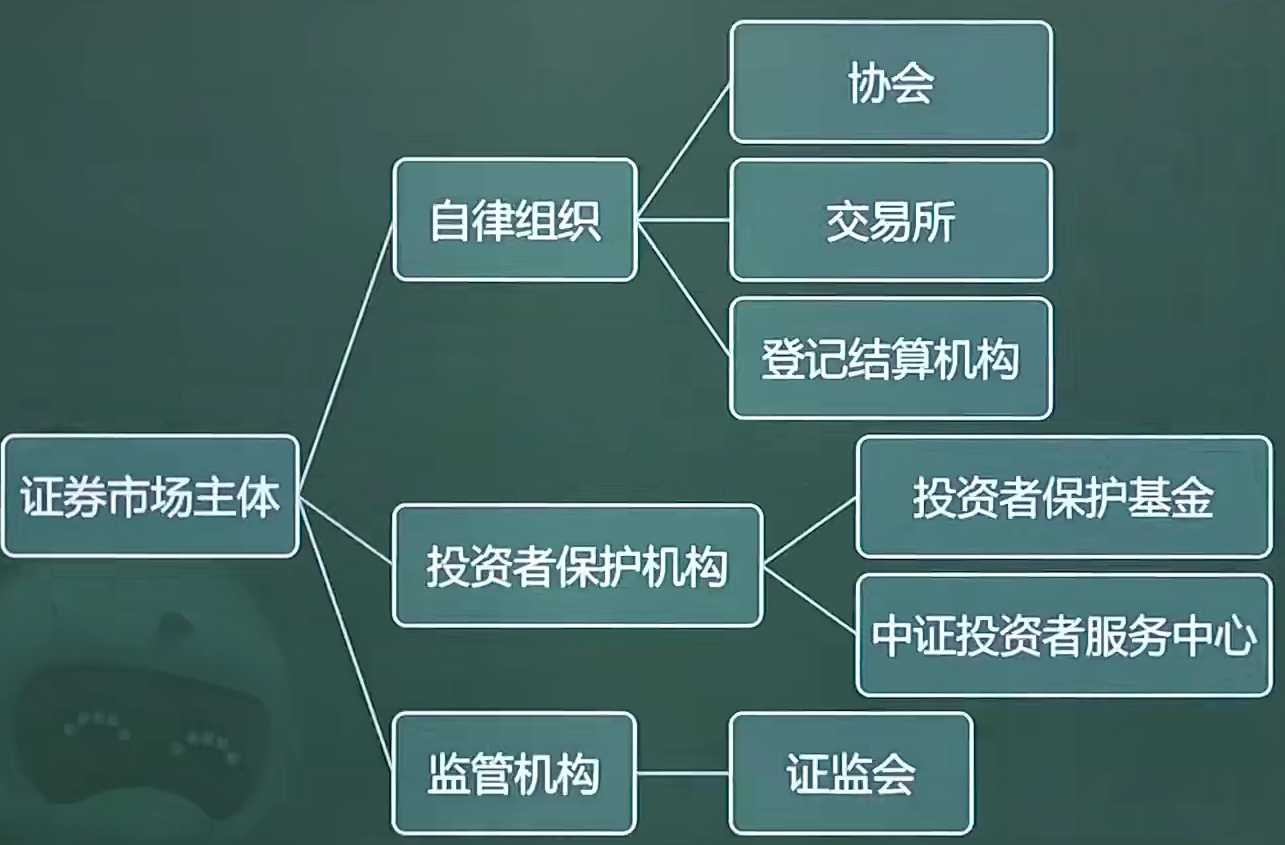 证券市场主体
自律组织
协会
交易所
登记结算机构
投资者保护机构
投资者保护基金
中证投资者服务中心
监管机构
证监会